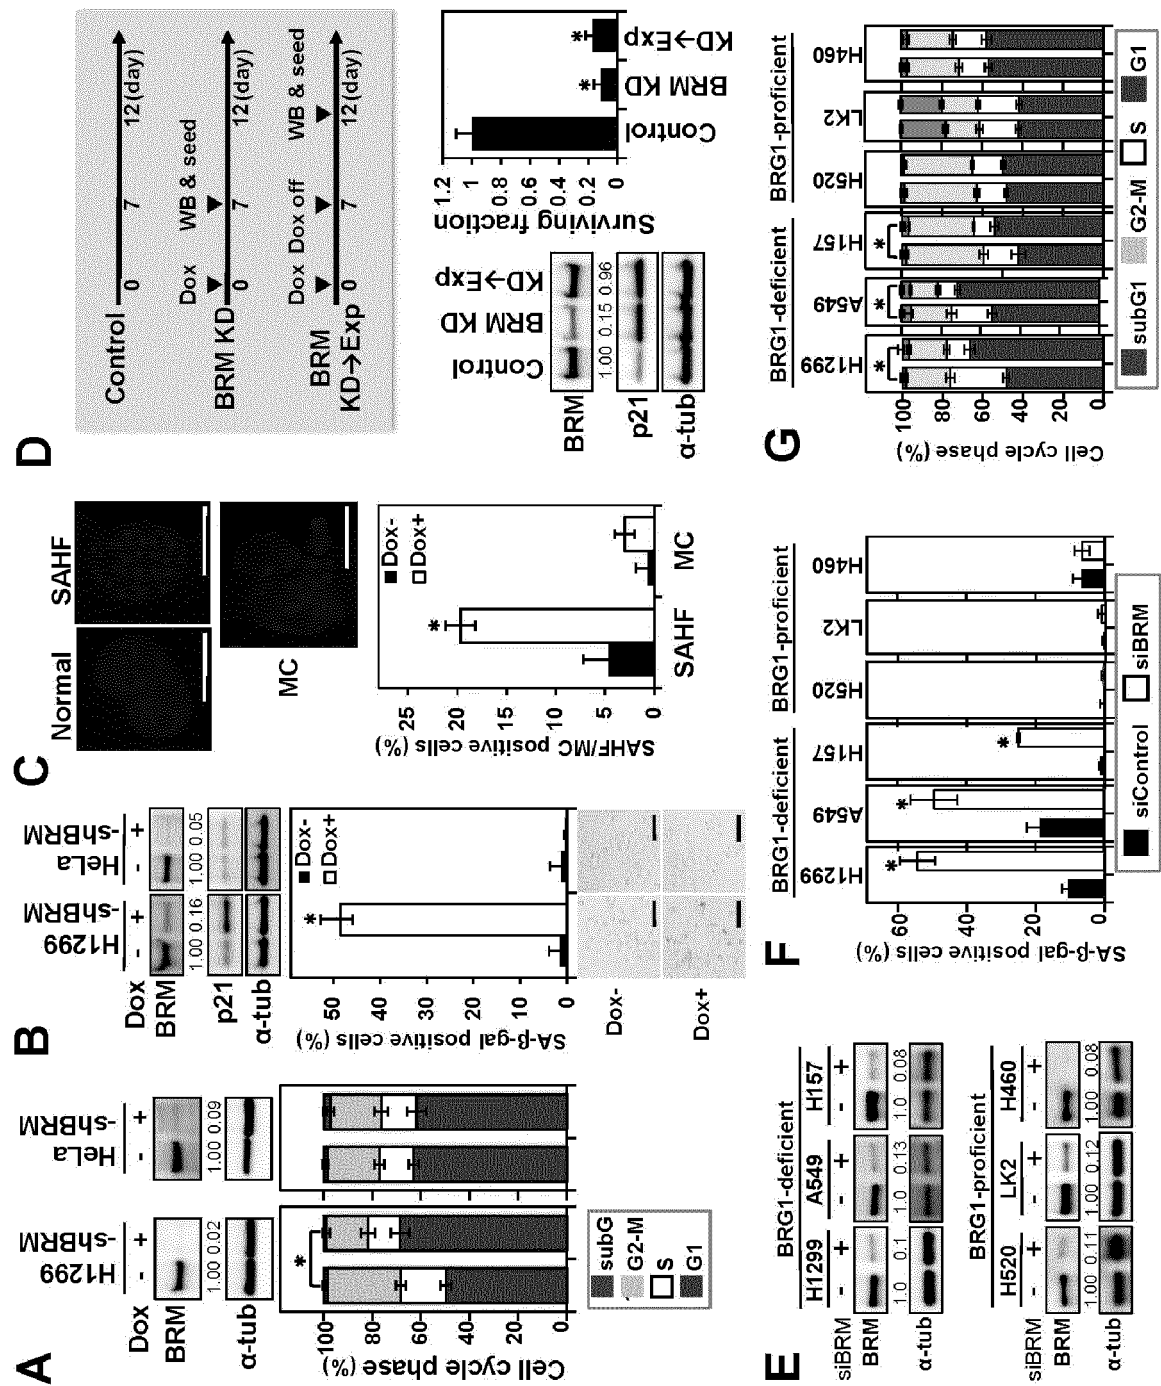 A
H1299
-shBRM
HeLa
-shBRM
Dox - + - +
BRM
1.00 0.02 1.00 0.09
α-tub
Cell cycle phase (%)
100
80
60
40
20
0
*
subG
G2-M
S
G1
B
H1299
-shBRM
HeLa
-shBRM
Dox - + - +
BRM
1.00 0.16 1.00 0.05
p21
α-tub
SA-β-gal positive cells (%)
50
40
30
20
10
0
*
Dox-
Dox+
Dox-
Dox+
C
Normal
SAHF
MC
SAHF/MC positive cells (%)
25
20
15
10
5
0
*
Dox-
Dox+
SAHF
MC
D
Control
0 7 12 (day)
Dox WB & seed
BRM KD
0 7 12 (day)
Dox Dox off WB & seed
BRM
KD→Exp
0 7 12 (day)
Control
BRM KD
KD→Exp
BRM
1.00 0.15 0.96
p21
α-tub
Surviving fraction
1.2
1
0.8
0.6
0.4
0.2
0
* *
Control
BRM KD
KD→Exp
E
BRG1-deficient
H1299 A549 H157
siBRM - + - + - +
BRM
1.0 0.1 1.0 0.13 1.0 0.08
α-tub
BRG1-proficient
H520 LK2 H460
siBRM - + - + - +
BRM
1.00 0.11 1.00 0.12 1.00 0.08
α-tub
F
BRG1-deficient BRG1-proficient
H1299 A549 H157 H520 LK2 H460
SA-β-gal positive cells (%)
60
40
20
0
* * *
siControl
siBRM
G
BRG1-deficient BRG1-proficient
H1299 A549 H157 H520 LK2 H460
Cell cycle phase (%)
100
80
60
40
20
0
* * *
subG1
G2-M
S
G1